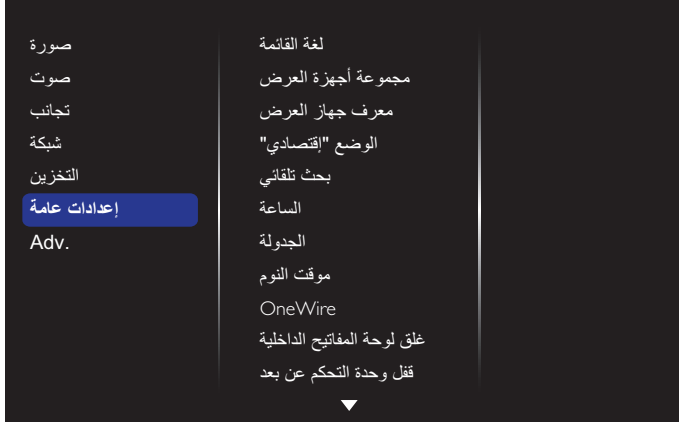 صورة
صوت
تجانب
شبكة
التخزين
إعدادات عامة
Adv.
لغة القائمة
مجموعة أجهزة العرض
معرف جهاز العرض
الوضع "إقتصادي"
بحث تلقائي
الساعة
الجدولة
موقت النوم
OneWire
غلق لوحة المفاتيح الداخلية
قفل وحدة التحكم عن بعد